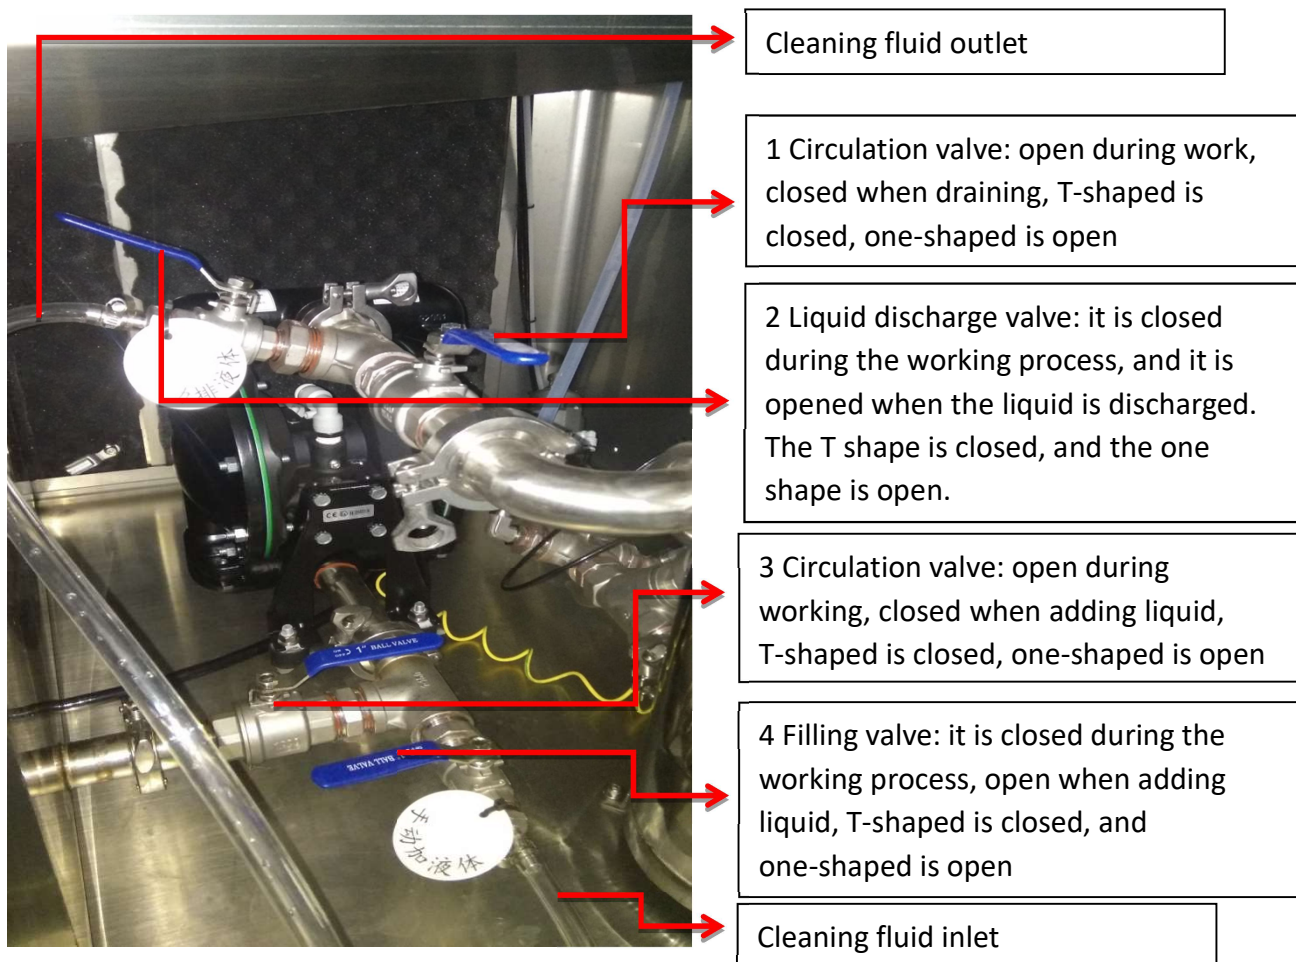 Cleaning fluid outlet
1 Circulation valve: open during work,
closed when draining, T-shaped is
closed, one-shaped is open
2 Liquid discharge valve: it is closed
during the working process, and it is
opened when the liquid is discharged.
The T shape is closed, and the one
shape is open.
3 Circulation valve: open during
working, closed when adding liquid,
T-shaped is closed, one-shaped is open
4 Filling valve: it is closed during the
working process, open when adding
liquid, T-shaped is closed, and
one-shaped is open
Cleaning fluid inlet
排液体
1" BALL VALVE
BALL VALVE
手动加液体
CE